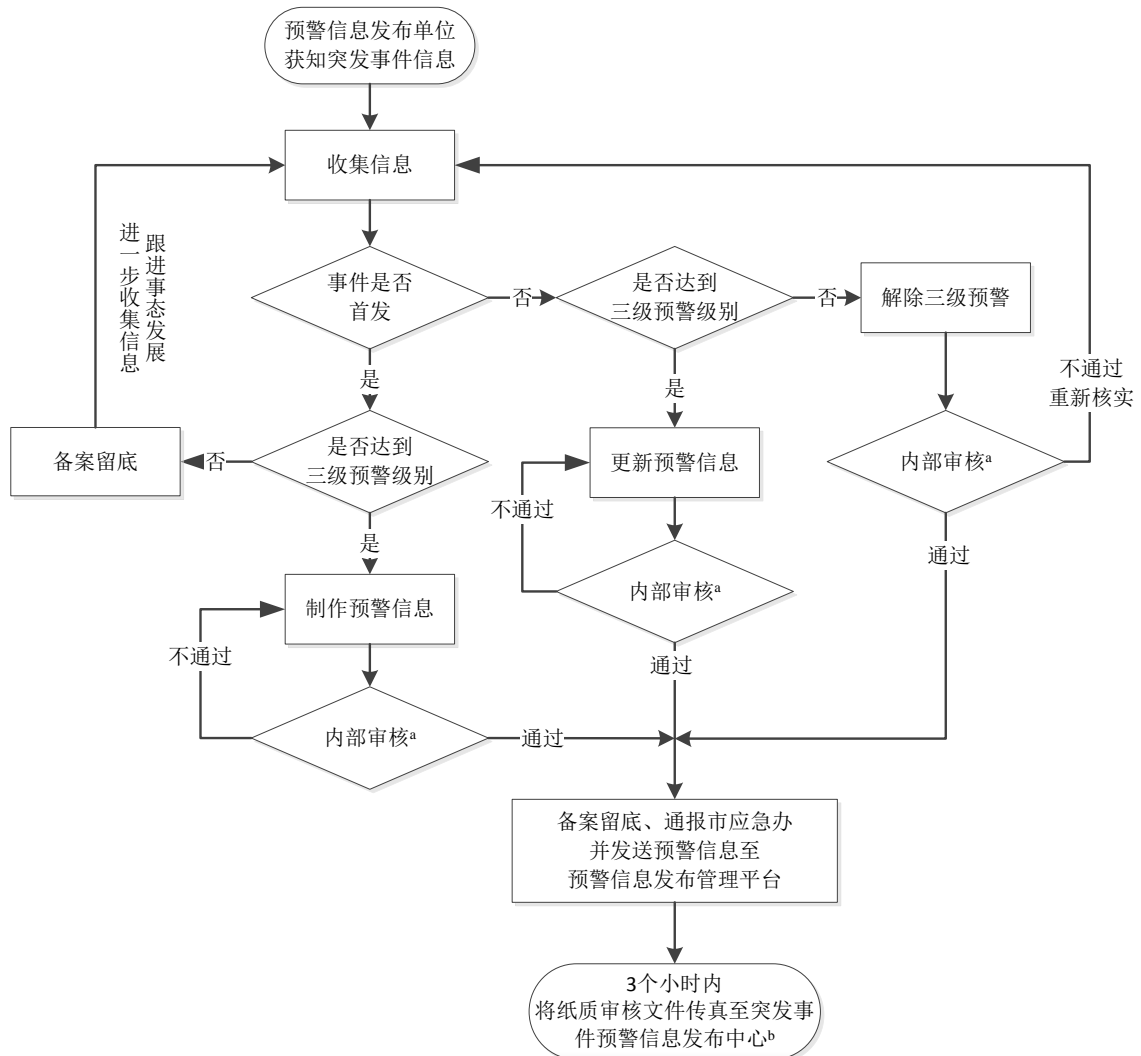 预警信息发布单位
获知突发事件信息
收集信息
跟进事态发展
进一步收集信息
事件是否
首发
否
是否达到
三级预警级别
否
解除三级预警
不通过
重新核实
是
是
备案留底
否
是否达到
三级预警级别
更新预警信息
内部审核ᵃ
不通过
是
通过
制作预警信息
内部审核ᵃ
不通过
通过
内部审核ᵃ
通过
备案留底、通报市应急办
并发送预警信息至
预警信息发布管理平台
3个小时内
将纸质审核文件传真至突发事
件预警信息发布中心ᵇ